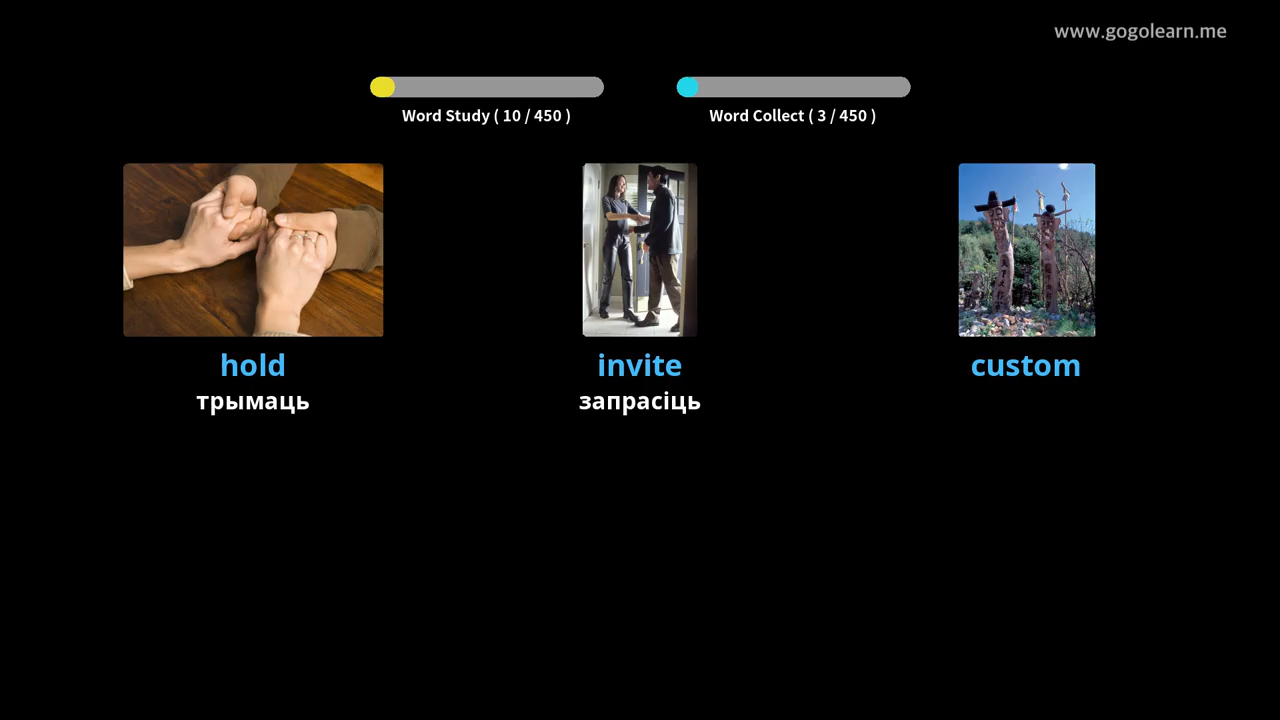 www.gogolearn.me
Word Study ( 10 / 450 )
Word Collect ( 3 / 450 )
hold
трымаць
invite
запрасіць
custom